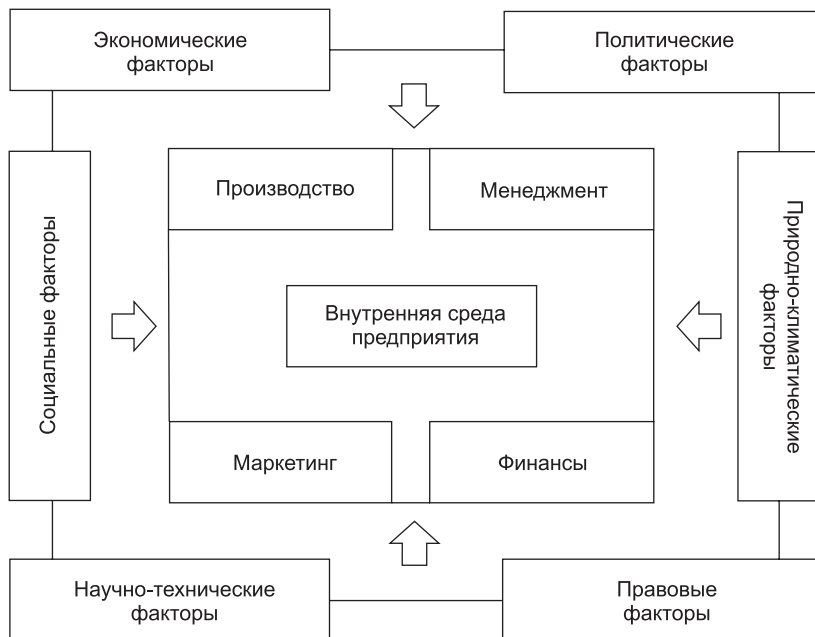 Экономические
факторы
Политические
факторы
Производство
Менеджмент
Социальные факторы
Внутренняя среда
предприятия
Природно-климатические
факторы
Маркетинг
Финансы
Научно-технические
факторы
Правовые
факторы